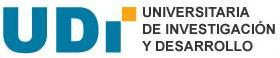 UDI
UNIVERSITARIA
DE INVESTIGACIÓN
Y DESARROLLO